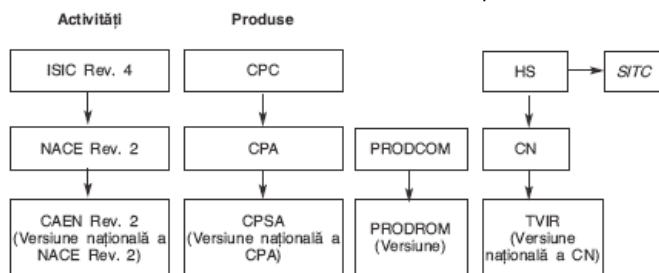 Activități Produse
ISIC Rev. 4 CPC HS SITC
NACE Rev. 2 CPA PRODCOM CN
CAEN Rev. 2 CPSA PRODROM TVIR
(Versiune națională a (Versiune națională a (Versiune) (Versiune
NACE Rev. 2) CPA) națională a CN)